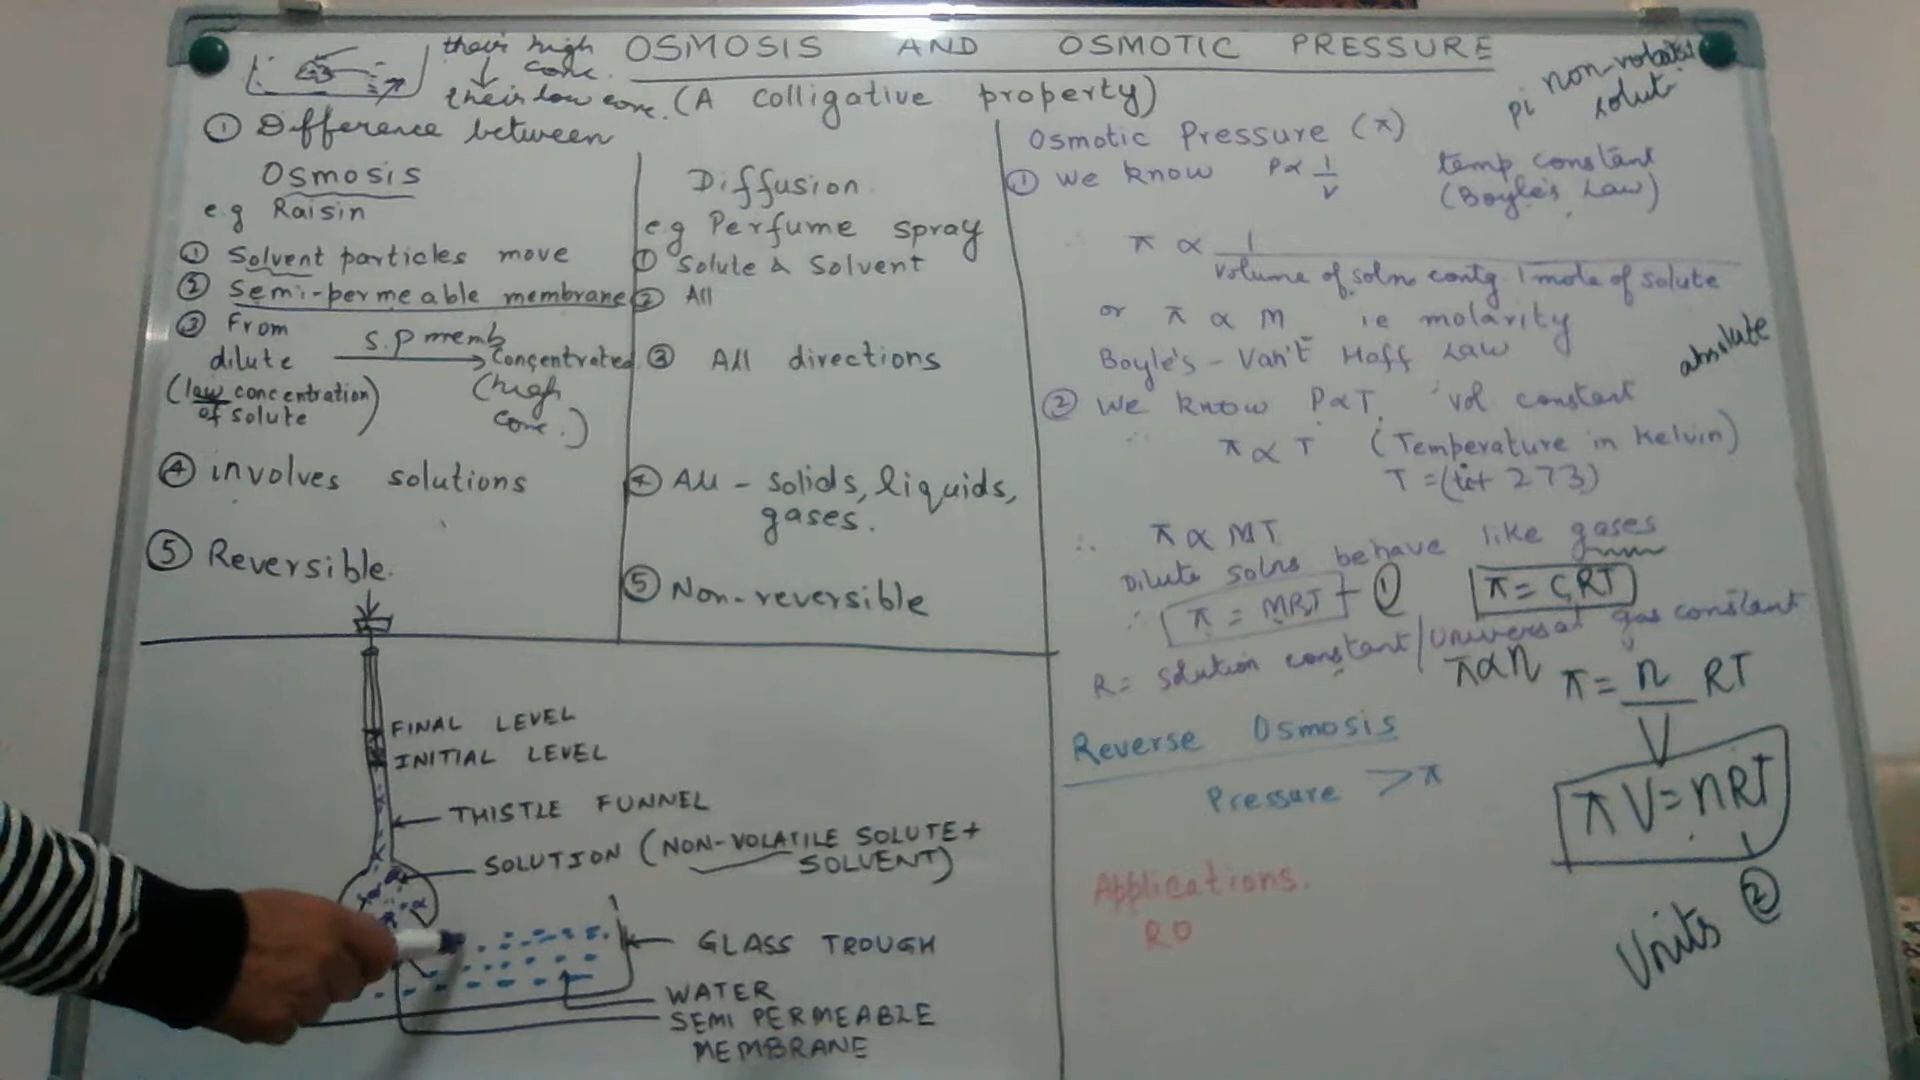 OSMOSIS AND OSMOTIC PRESSURE
(A colligative property)
their high
conc.
their low conc.
① Difference between
Osmosis
e.g Raisin
① Solvent particles move
② Semi-permeable membrane
③ From
dilute
s.p memb
Concentrated
(low concentration)
of solute
(high
conc.)
④ involves solutions
⑤ Reversible.
Diffusion.
e.g Perfume spray
① Solute & Solvent
② All
③ All directions
④ All - solids, liquids,
gases.
⑤ Non-reversible
FINAL LEVEL
INITIAL LEVEL
THISTLE FUNNEL
SOLUTION (NON-VOLATILE SOLUTE+
SOLVENT)
GLASS TROUGH
WATER
SEMI PERMEABLE
MEMBRANE
pi
solut
Osmotic Pressure (π)
① We know P∝ 1/V temp constant
(Boyle's Law)
∴ π ∝ 1
volume of soln contg 1 mole of solute
or π ∝ M ie molarity
Boyle's - Van't Hoff Law
absolute
② We know P∝T, vol constant
∴ π ∝ T (Temperature in Kelvin)
T = (t°c+ 273)
∴ π ∝ MT
Dilute solns behave like gases
∴ π = MRT - ① π = CRT
R = solution constant/universal gas constant
π∝n π = n/V RT
πV = nRT
②
Units
Reverse Osmosis
Pressure > π
Applications.
RO